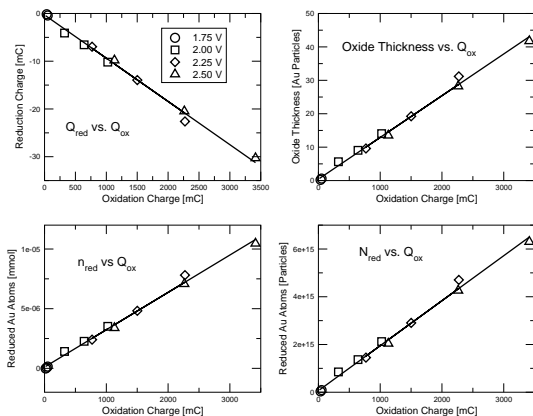 0
-10
-20
-30
Reduction Charge [mC]
1.75 V
2.00 V
2.25 V
2.50 V
Q_red vs. Q_ox
0 500 1000 1500 2000 2500 3000 3500
Oxidation Charge [mC]
50
40
30
20
10
0
Oxide Thickness [Au Particles]
Oxide Thickness vs. Q_ox
0 1000 2000 3000
Oxidation Charge [mC]
1e-05
5e-06
0
Reduced Au Atoms [mmol]
n_red vs Q_ox
0 500 1000 1500 2000 2500 3000 3500
Oxidation Charge [mC]
6e+15
4e+15
2e+15
0
Reduced Au Atoms [Particles]
N_red vs. Q_ox
0 1000 2000 3000
Oxidation Charge [mC]